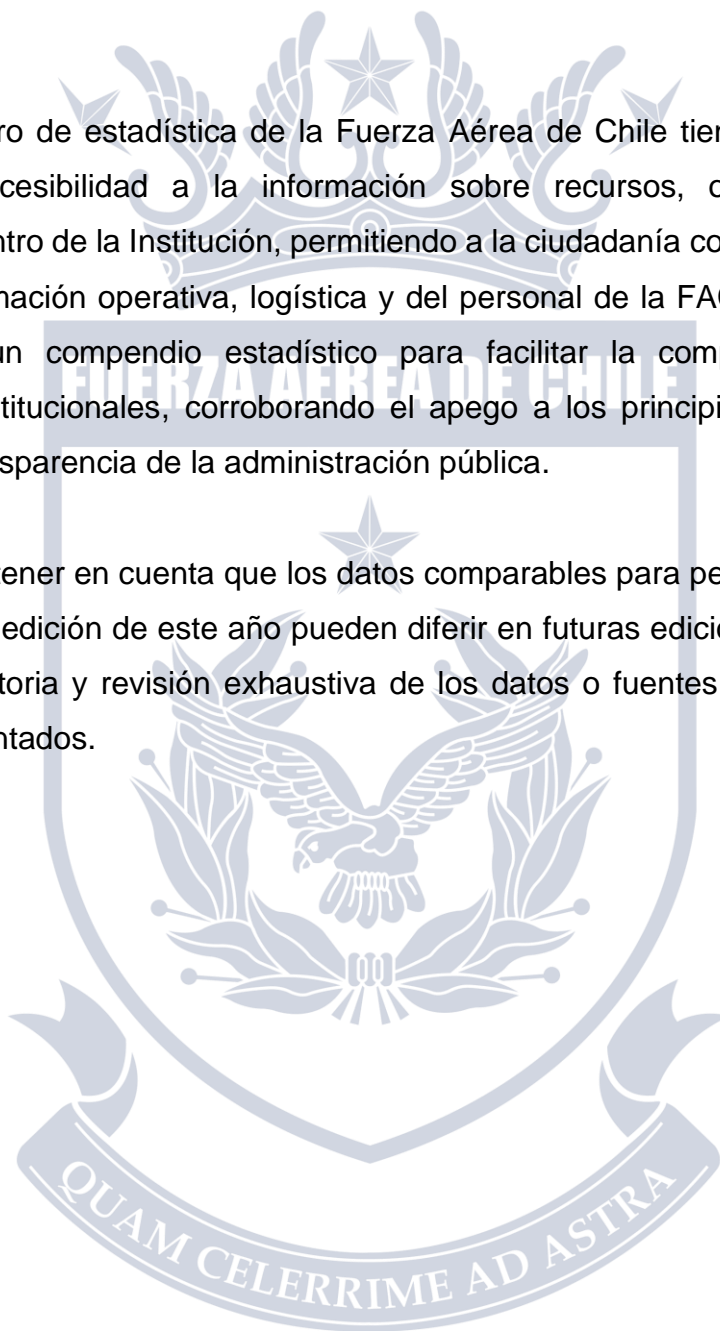 ro de estadística de la Fuerza Aérea de Chile tien
cesibilidad a la información sobre recursos, o
ntro de la Institución, permitiendo a la ciudadanía co
mación operativa, logística y del personal de la FAC
un compendio estadístico para facilitar la comp
FUERZA AEREA DE CHILE
titucionales, corroborando el apego a los principi
sparencia de la administración pública.
tener en cuenta que los datos comparables para pe
edición de este año pueden diferir en futuras edicio
toria y revisión exhaustiva de los datos o fuentes
ntados.
QUAM CELERRIME AD ASTRA